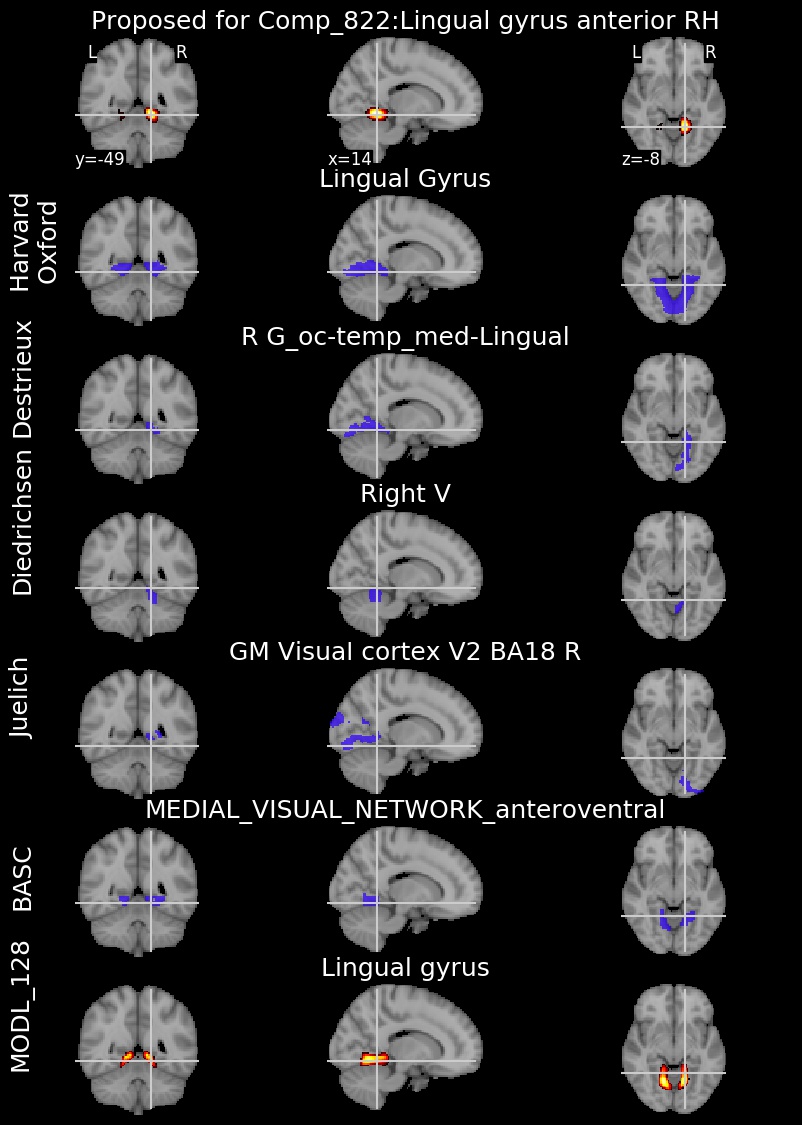 Proposed for Comp_822:Lingual gyrus anterior RH
L R L R
y=-49 x=14 z=-8
Lingual Gyrus
Harvard
Oxford
R G_oc-temp_med-Lingual
Destrieux
Right V
Diedrichsen
GM Visual cortex V2 BA18 R
Juelich
MEDIAL_VISUAL_NETWORK_anteroventral
BASC
Lingual gyrus
MODL_128